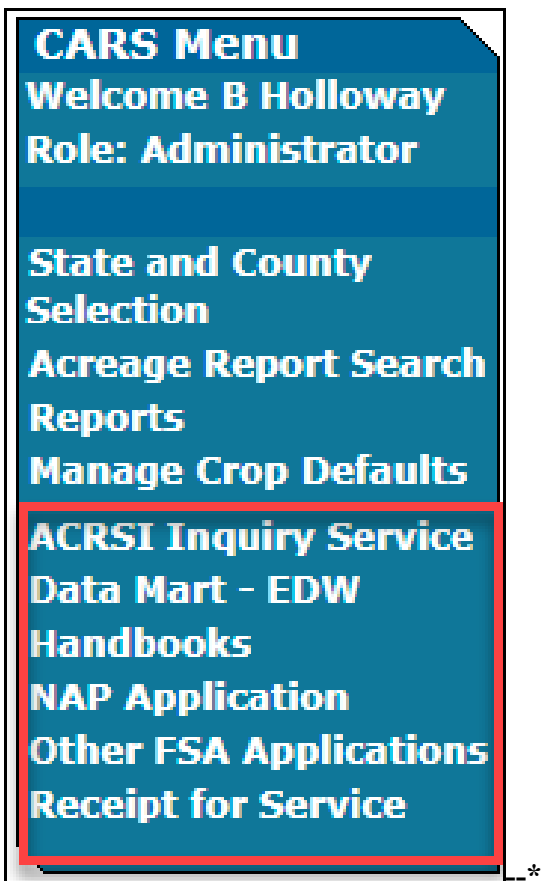 CARS Menu
Welcome B Holloway
Role: Administrator
State and County
Selection
Acreage Report Search
Reports
Manage Crop Defaults
ACRSI Inquiry Service
Data Mart - EDW
Handbooks
NAP Application
Other FSA Applications
Receipt for Service
--*